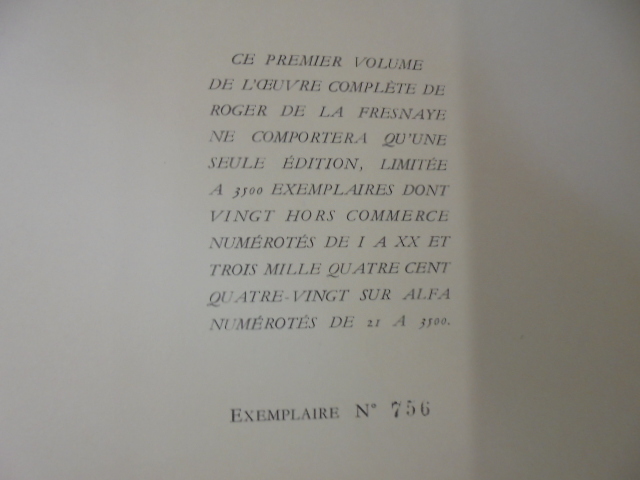 CE PREMIER VOLUME
DE L'ŒUVRE COMPLÈTE DE
ROGER DE LA FRESNAYE
NE COMPORTERA QU'UNE
SEULE ÉDITION, LIMITÉE
A 3500 EXEMPLAIRES DONT
VINGT HORS COMMERCE
NUMÉROTÉS DE I A XX ET
TROIS MILLE QUATRE CENT
QUATRE-VINGT SUR ALFA
NUMÉROTÉS DE 21 A 3500.
EXEMPLAIRE N° 756